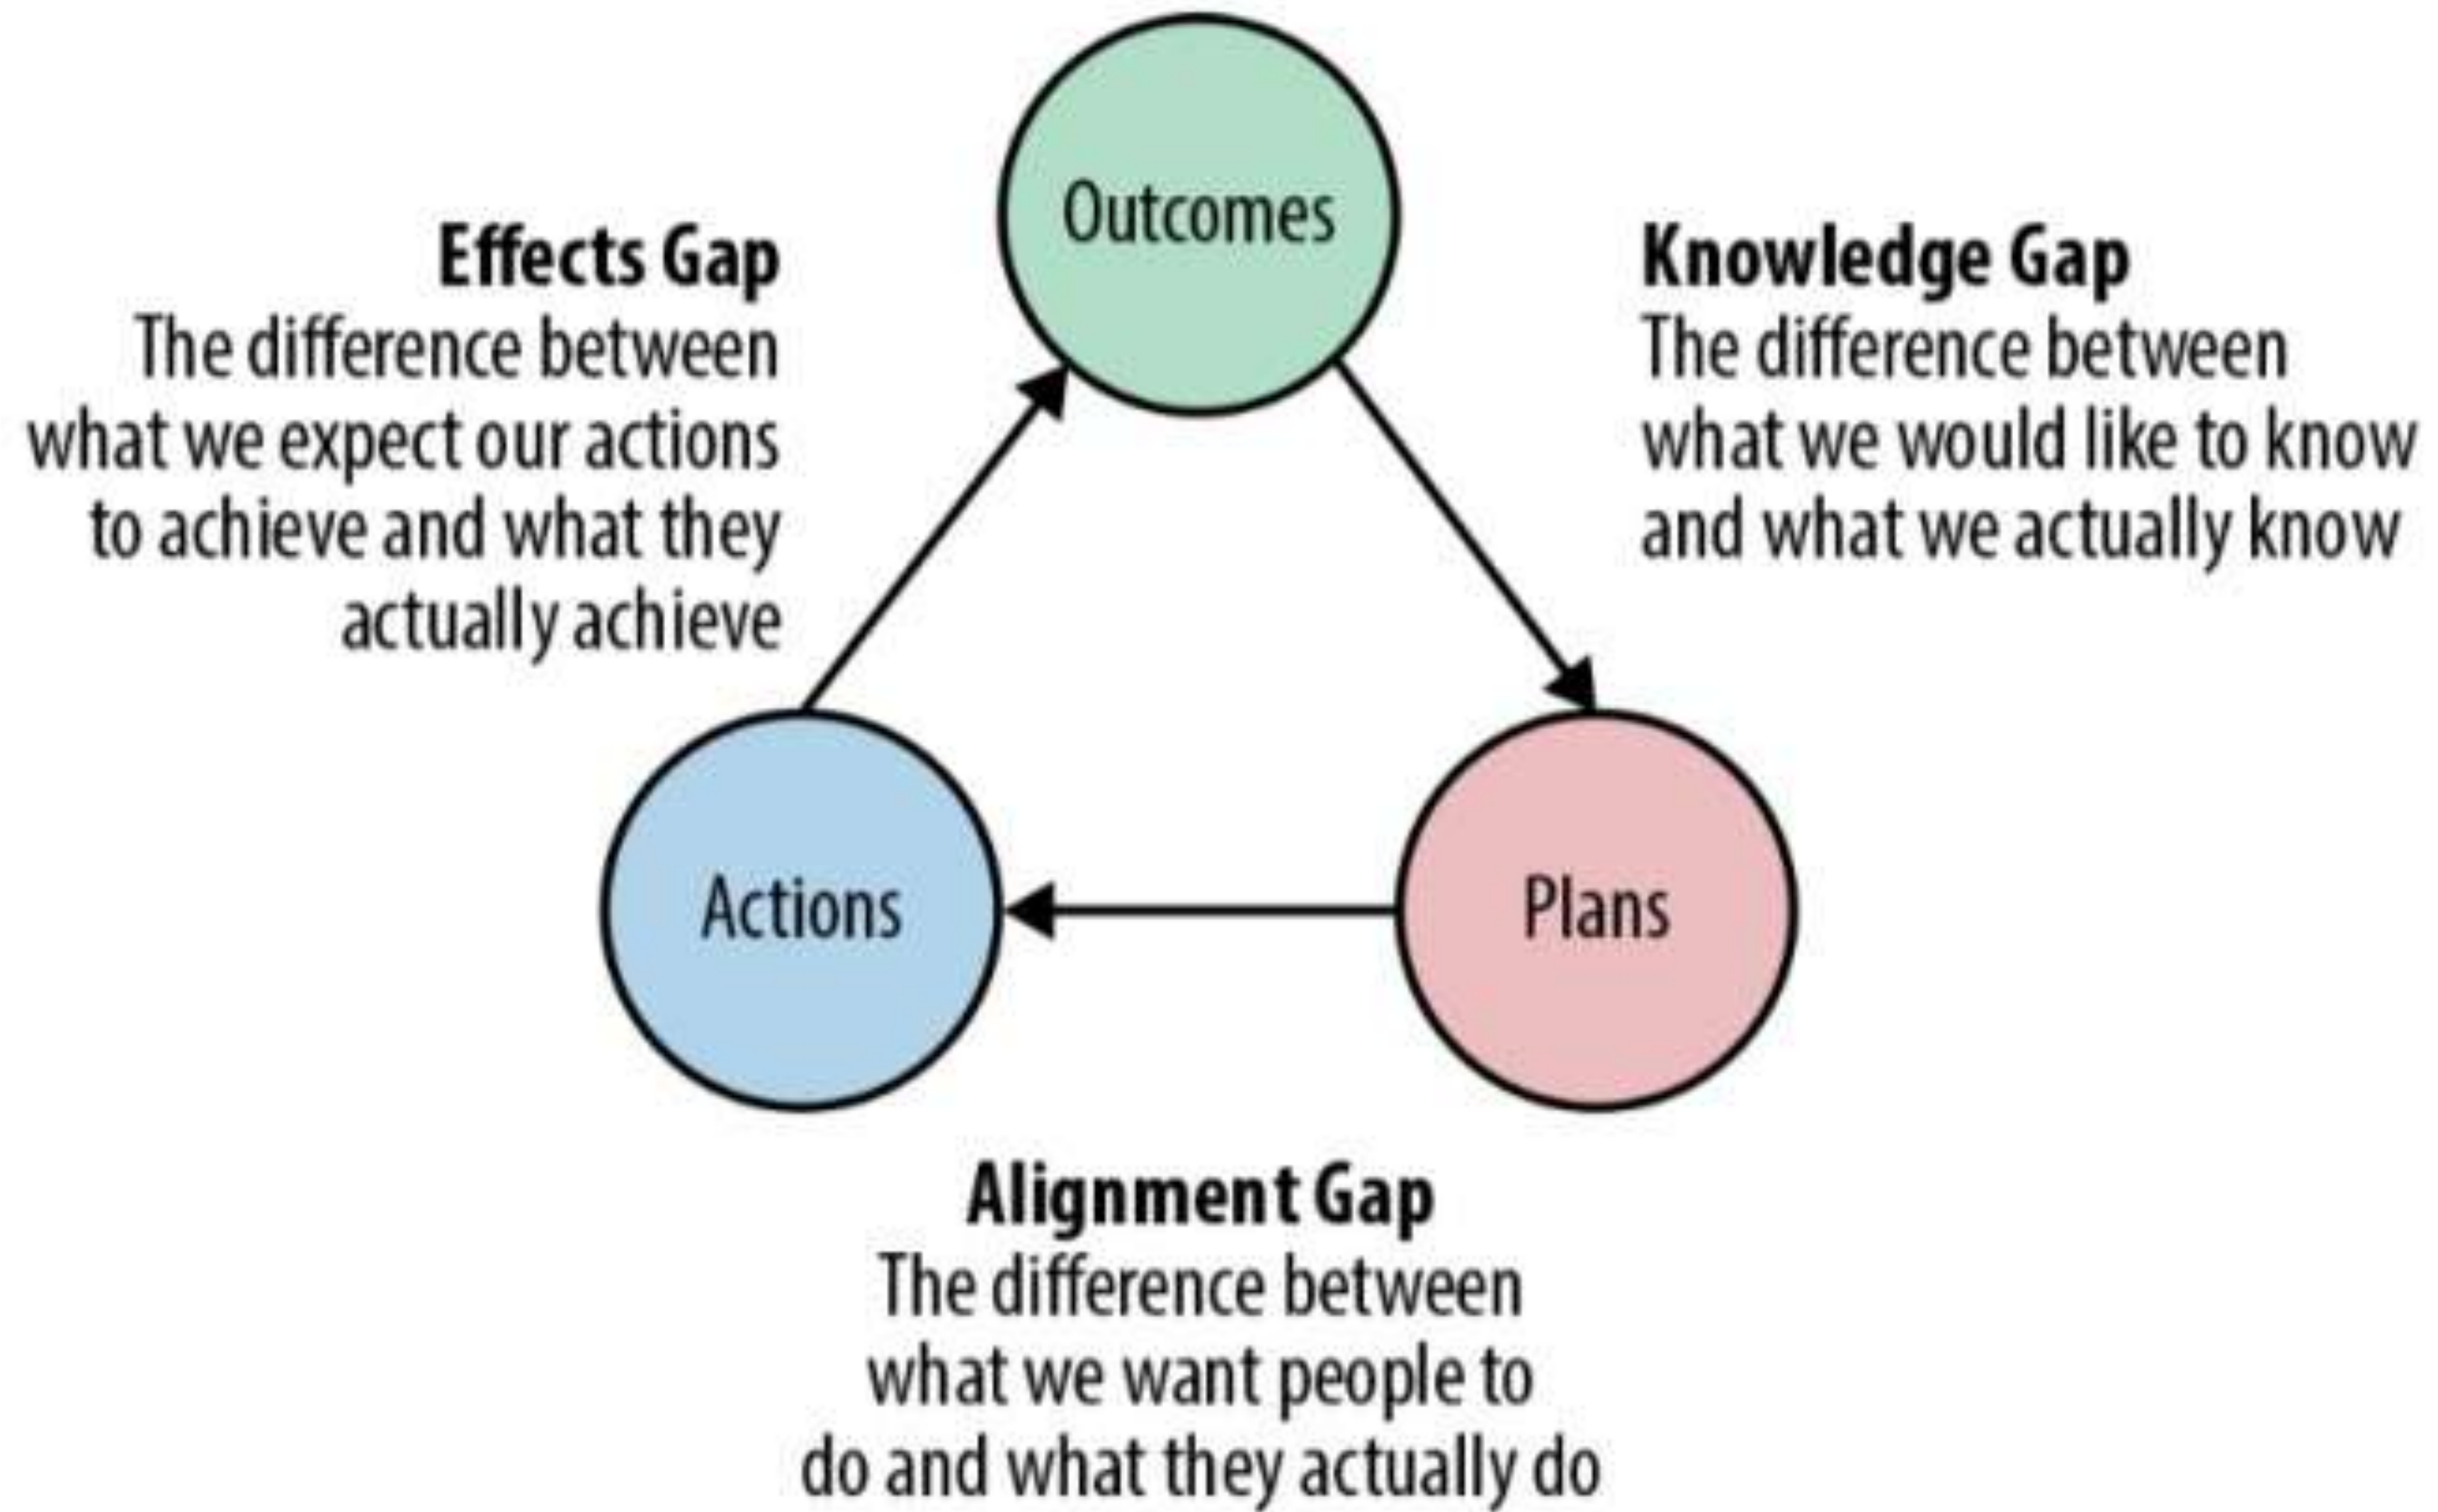 Outcomes
Effects Gap
The difference between
what we expect our actions
to achieve and what they
actually achieve
Knowledge Gap
The difference between
what we would like to know
and what we actually know
Actions
Plans
Alignment Gap
The difference between
what we want people to
do and what they actually do